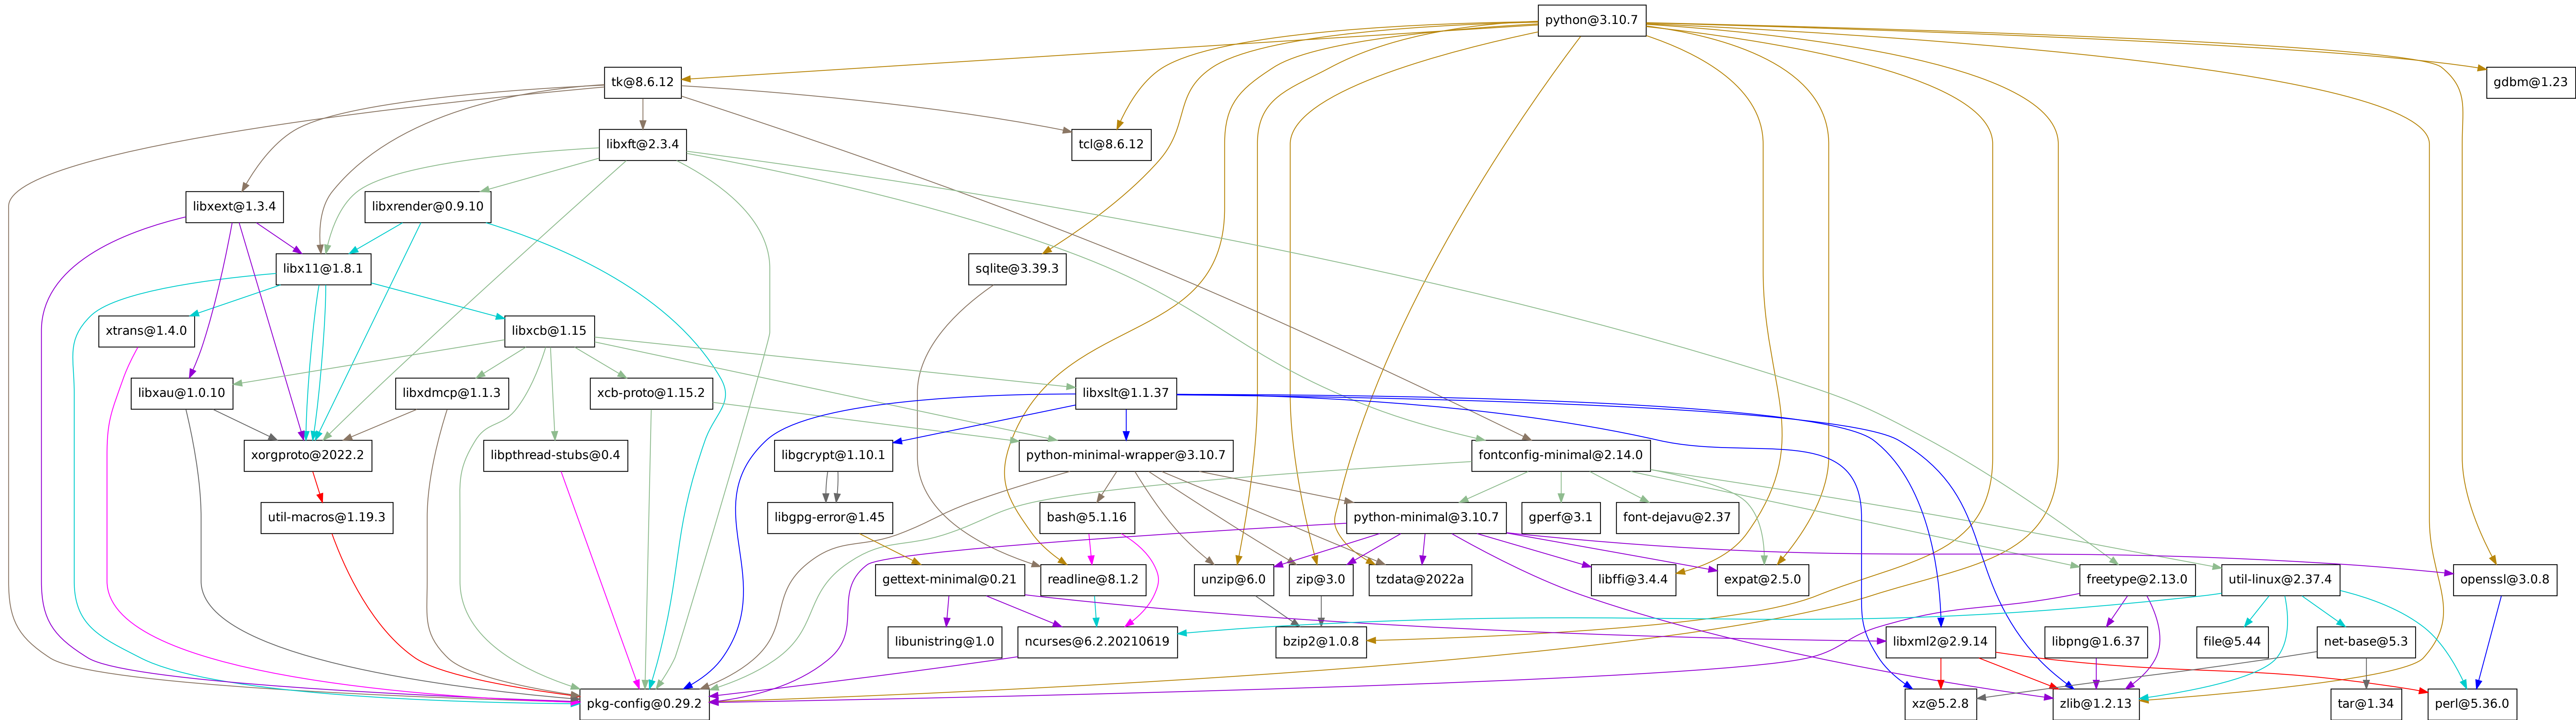 python@3.10.7
tk@8.6.12
gdbm@1.23
libxft@2.3.4
tcl@8.6.12
libxext@1.3.4
libxrender@0.9.10
libx11@1.8.1
sqlite@3.39.3
xtrans@1.4.0
libxcb@1.15
libxau@1.0.10
libxdmcp@1.1.3
xcb-proto@1.15.2
libxslt@1.1.37
xorgproto@2022.2
libpthread-stubs@0.4
libgcrypt@1.10.1
python-minimal-wrapper@3.10.7
fontconfig-minimal@2.14.0
util-macros@1.19.3
libgpg-error@1.45
bash@5.1.16
python-minimal@3.10.7
gperf@3.1
font-dejavu@2.37
gettext-minimal@0.21
readline@8.1.2
unzip@6.0
zip@3.0
tzdata@2022a
libffi@3.4.4
expat@2.5.0
freetype@2.13.0
util-linux@2.37.4
openssl@3.0.8
libunistring@1.0
ncurses@6.2.20210619
bzip2@1.0.8
libxml2@2.9.14
libpng@1.6.37
file@5.44
net-base@5.3
pkg-config@0.29.2
xz@5.2.8
zlib@1.2.13
tar@1.34
perl@5.36.0